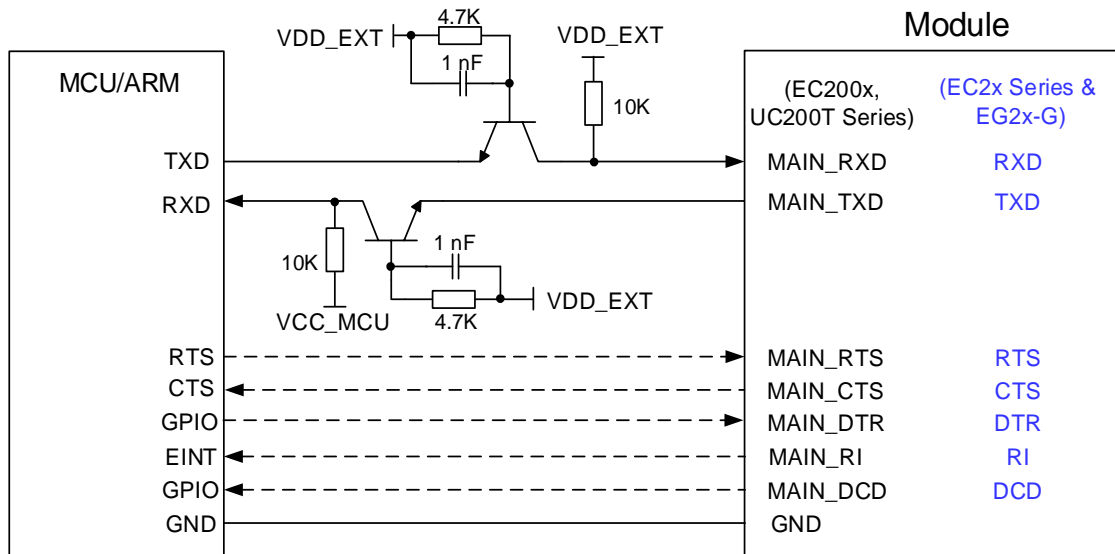 Module
4.7K
VDD_EXT
VDD_EXT
1 nF
MCU/ARM
10K
(EC200x,
UC200T Series)
(EC2x Series &
EG2x-G)
TXD
MAIN_RXD
RXD
RXD
MAIN_TXD
TXD
1 nF
10K
VDD_EXT
4.7K
VCC_MCU
RTS
MAIN_RTS
RTS
CTS
MAIN_CTS
CTS
GPIO
MAIN_DTR
DTR
EINT
MAIN_RI
RI
GPIO
MAIN_DCD
DCD
GND
GND